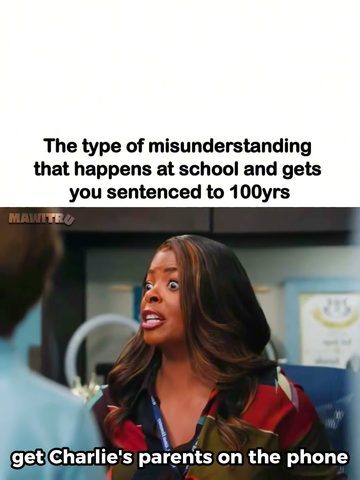 The type of misunderstanding
that happens at school and gets
you sentenced to 100yrs
MAWITRU
get Charlie's parents on the phone